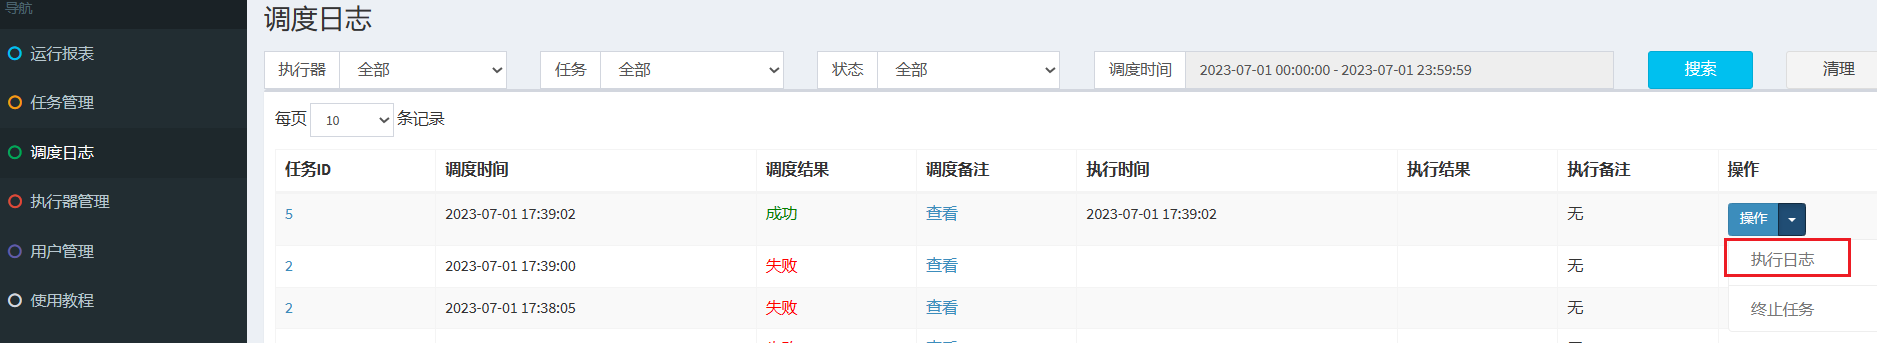 导航
运行报表
任务管理
调度日志
执行器管理
用户管理
使用教程
调度日志
执行器 全部 任务 全部 状态 全部 调度时间 2023-07-01 00:00:00 - 2023-07-01 23:59:59 搜索 清理
每页 10 条记录
任务ID 调度时间 调度结果 调度备注 执行时间 执行结果 执行备注 操作
5 2023-07-01 17:39:02 成功 查看 2023-07-01 17:39:02 无 操作
2 2023-07-01 17:39:00 失败 查看 无
执行日志
2 2023-07-01 17:38:05 失败 查看 无
终止任务